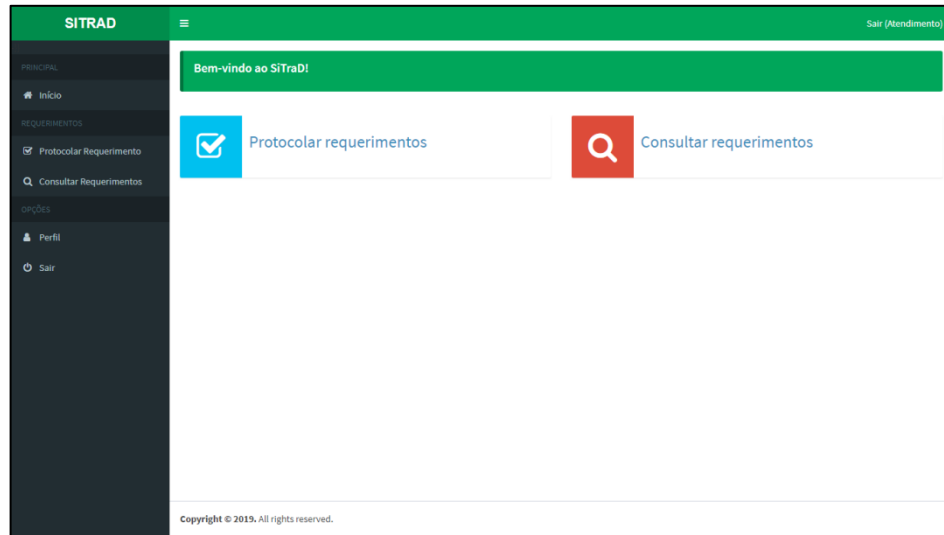 SITRAD
Sair (Atendimento)
PRINCIPAL
Início
REQUERIMENTOS
Protocolar Requerimento
Consultar Requerimentos
OPÇÕES
Perfil
Sair
Bem-vindo ao SiTraD!
Protocolar requerimentos
Consultar requerimentos
Copyright © 2019. All rights reserved.